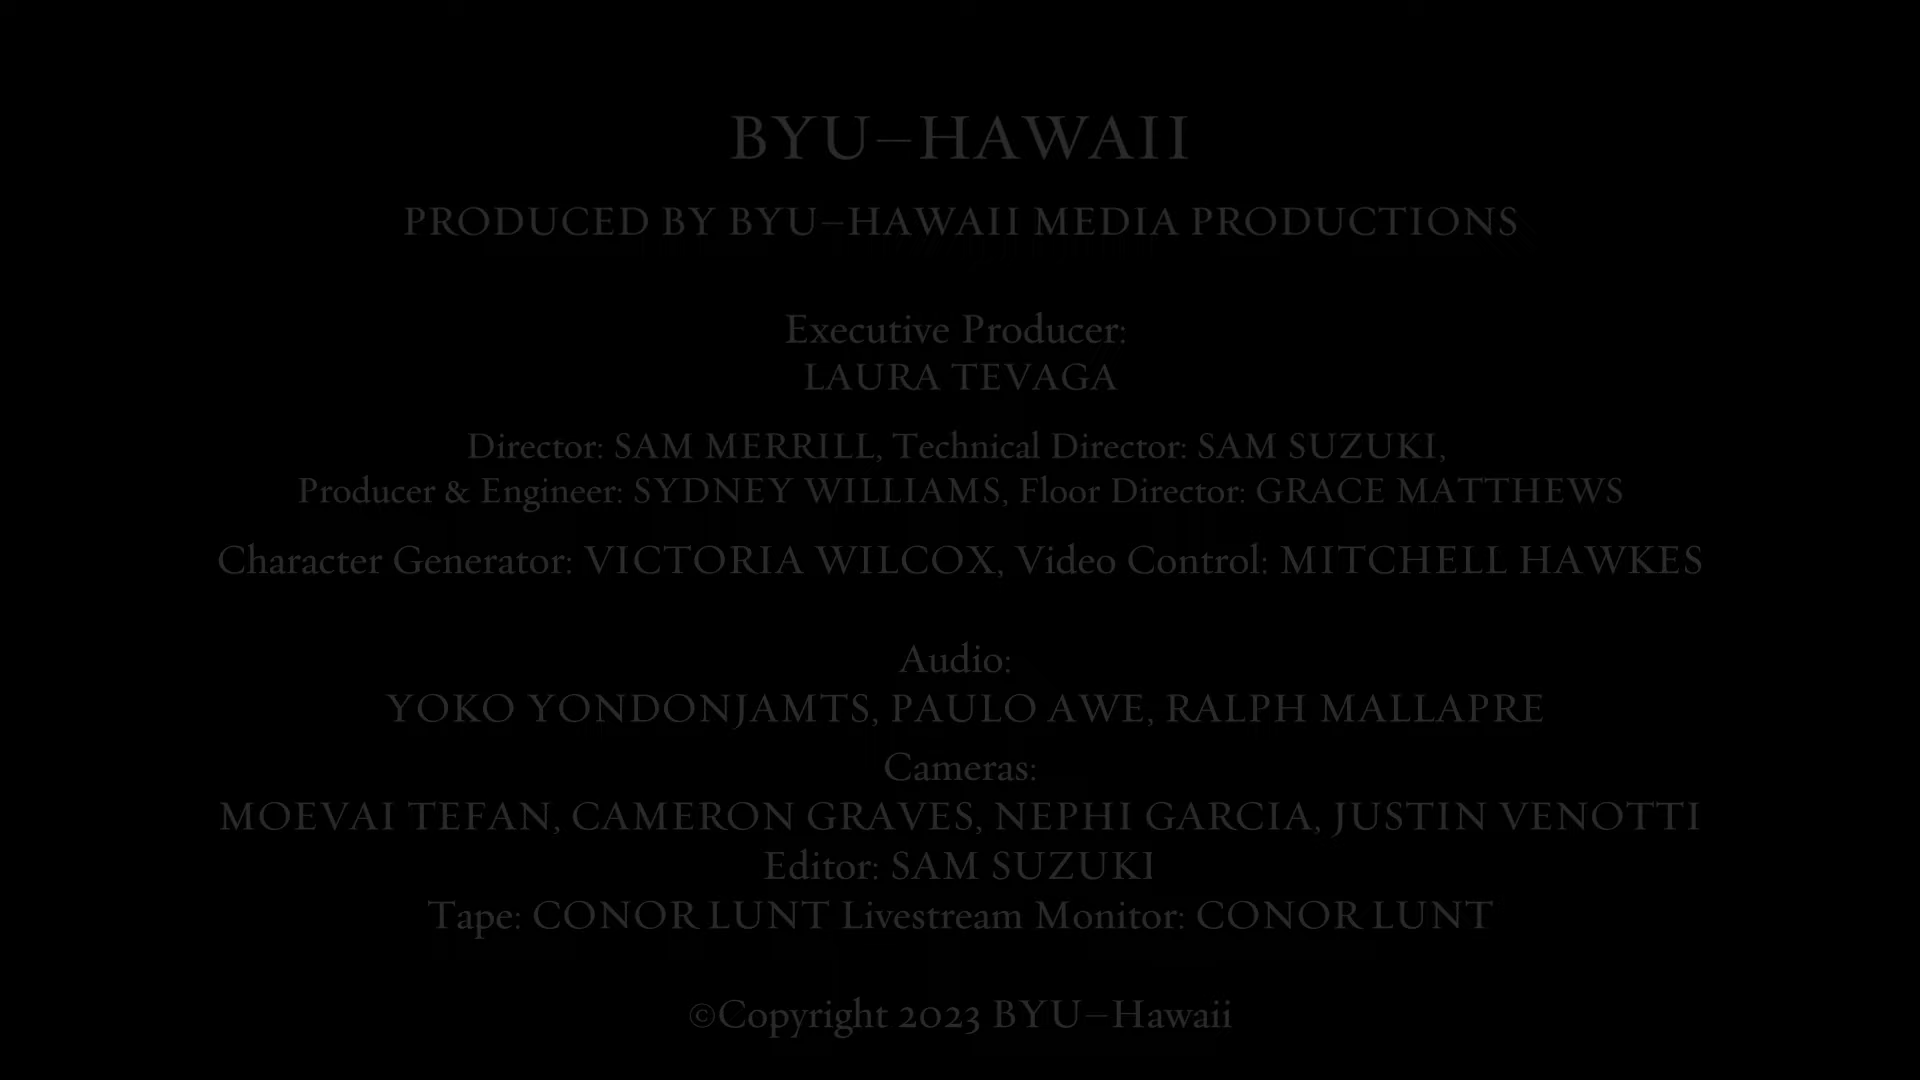 BYU–HAWAII
PRODUCED BY BYU–HAWAII MEDIA PRODUCTIONS
Executive Producer:
LAURA TEVAGA
Director: SAM MERRILL, Technical Director: SAM SUZUKI,
Producer & Engineer: SYDNEY WILLIAMS, Floor Director: GRACE MATTHEWS
Character Generator: VICTORIA WILCOX, Video Control: MITCHELL HAWKES
Audio:
YOKO YONDONJAMTS, PAULO AWE, RALPH MALLAPRE
Cameras:
MOEVAI TEFAN, CAMERON GRAVES, NEPHI GARCIA, JUSTIN VENOTTI
Editor: SAM SUZUKI
Tape: CONOR LUNT Livestream Monitor: CONOR LUNT
©Copyright 2023 BYU–Hawaii